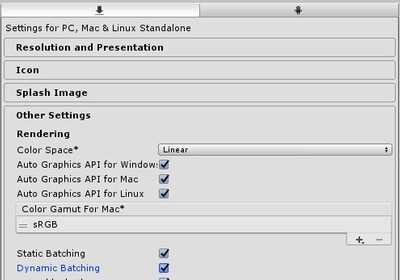 Settings for PC, Mac & Linux Standalone
Resolution and Presentation
Icon
Splash Image
Other Settings
Rendering
Color Space*
Linear
Auto Graphics API for Windows
Auto Graphics API for Mac
Auto Graphics API for Linux
Color Gamut For Mac*
sRGB
Static Batching
Dynamic Batching